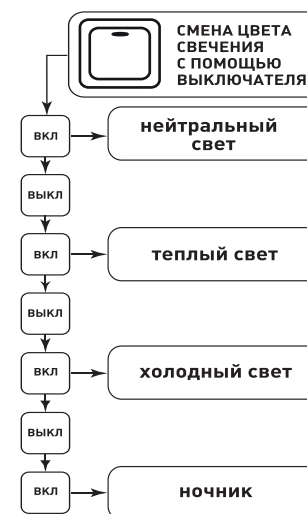 СМЕНА ЦВЕТА
СВЕЧЕНИЯ
С ПОМОЩЬЮ
ВЫКЛЮЧАТЕЛЯ
ВКЛ
нейтральный
свет
ВЫКЛ
ВКЛ
теплый свет
ВЫКЛ
ВКЛ
холодный свет
ВЫКЛ
ВКЛ
ночник